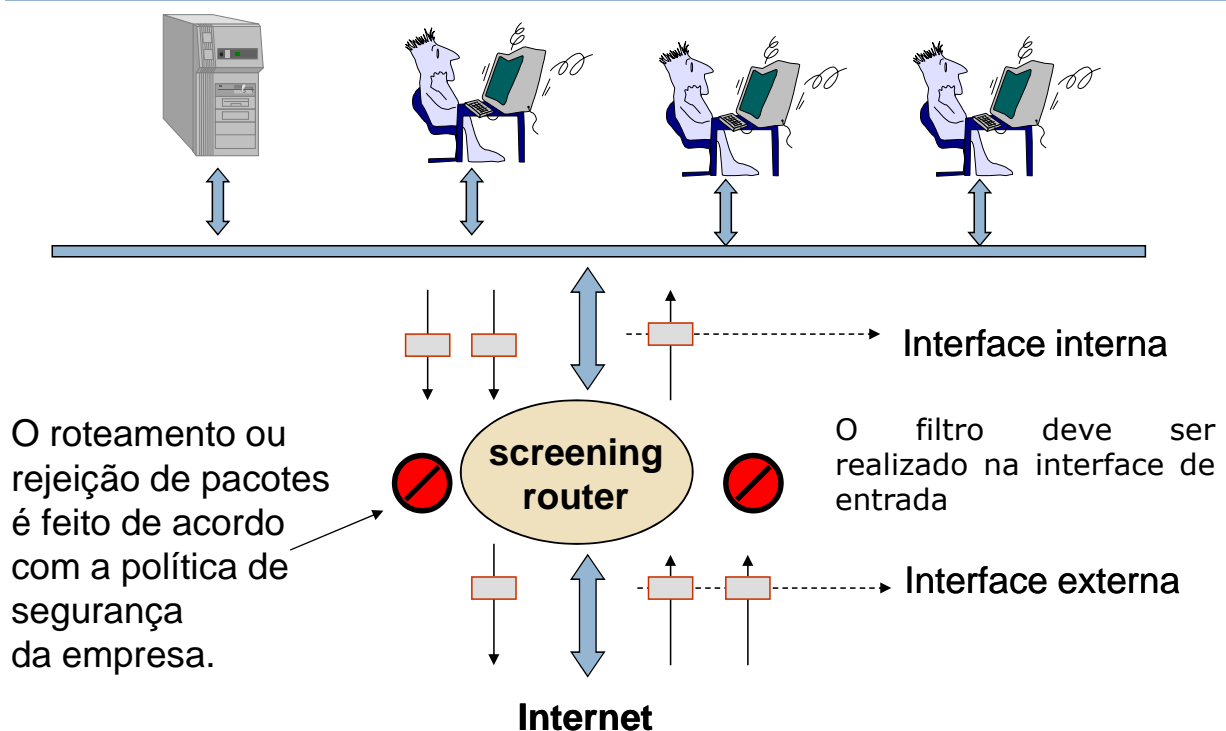 Interface interna
O roteamento ou
rejeição de pacotes
é feito de acordo
com a política de
segurança
da empresa.
screening
router
O filtro deve ser
realizado na interface de
entrada
Interface externa
Internet